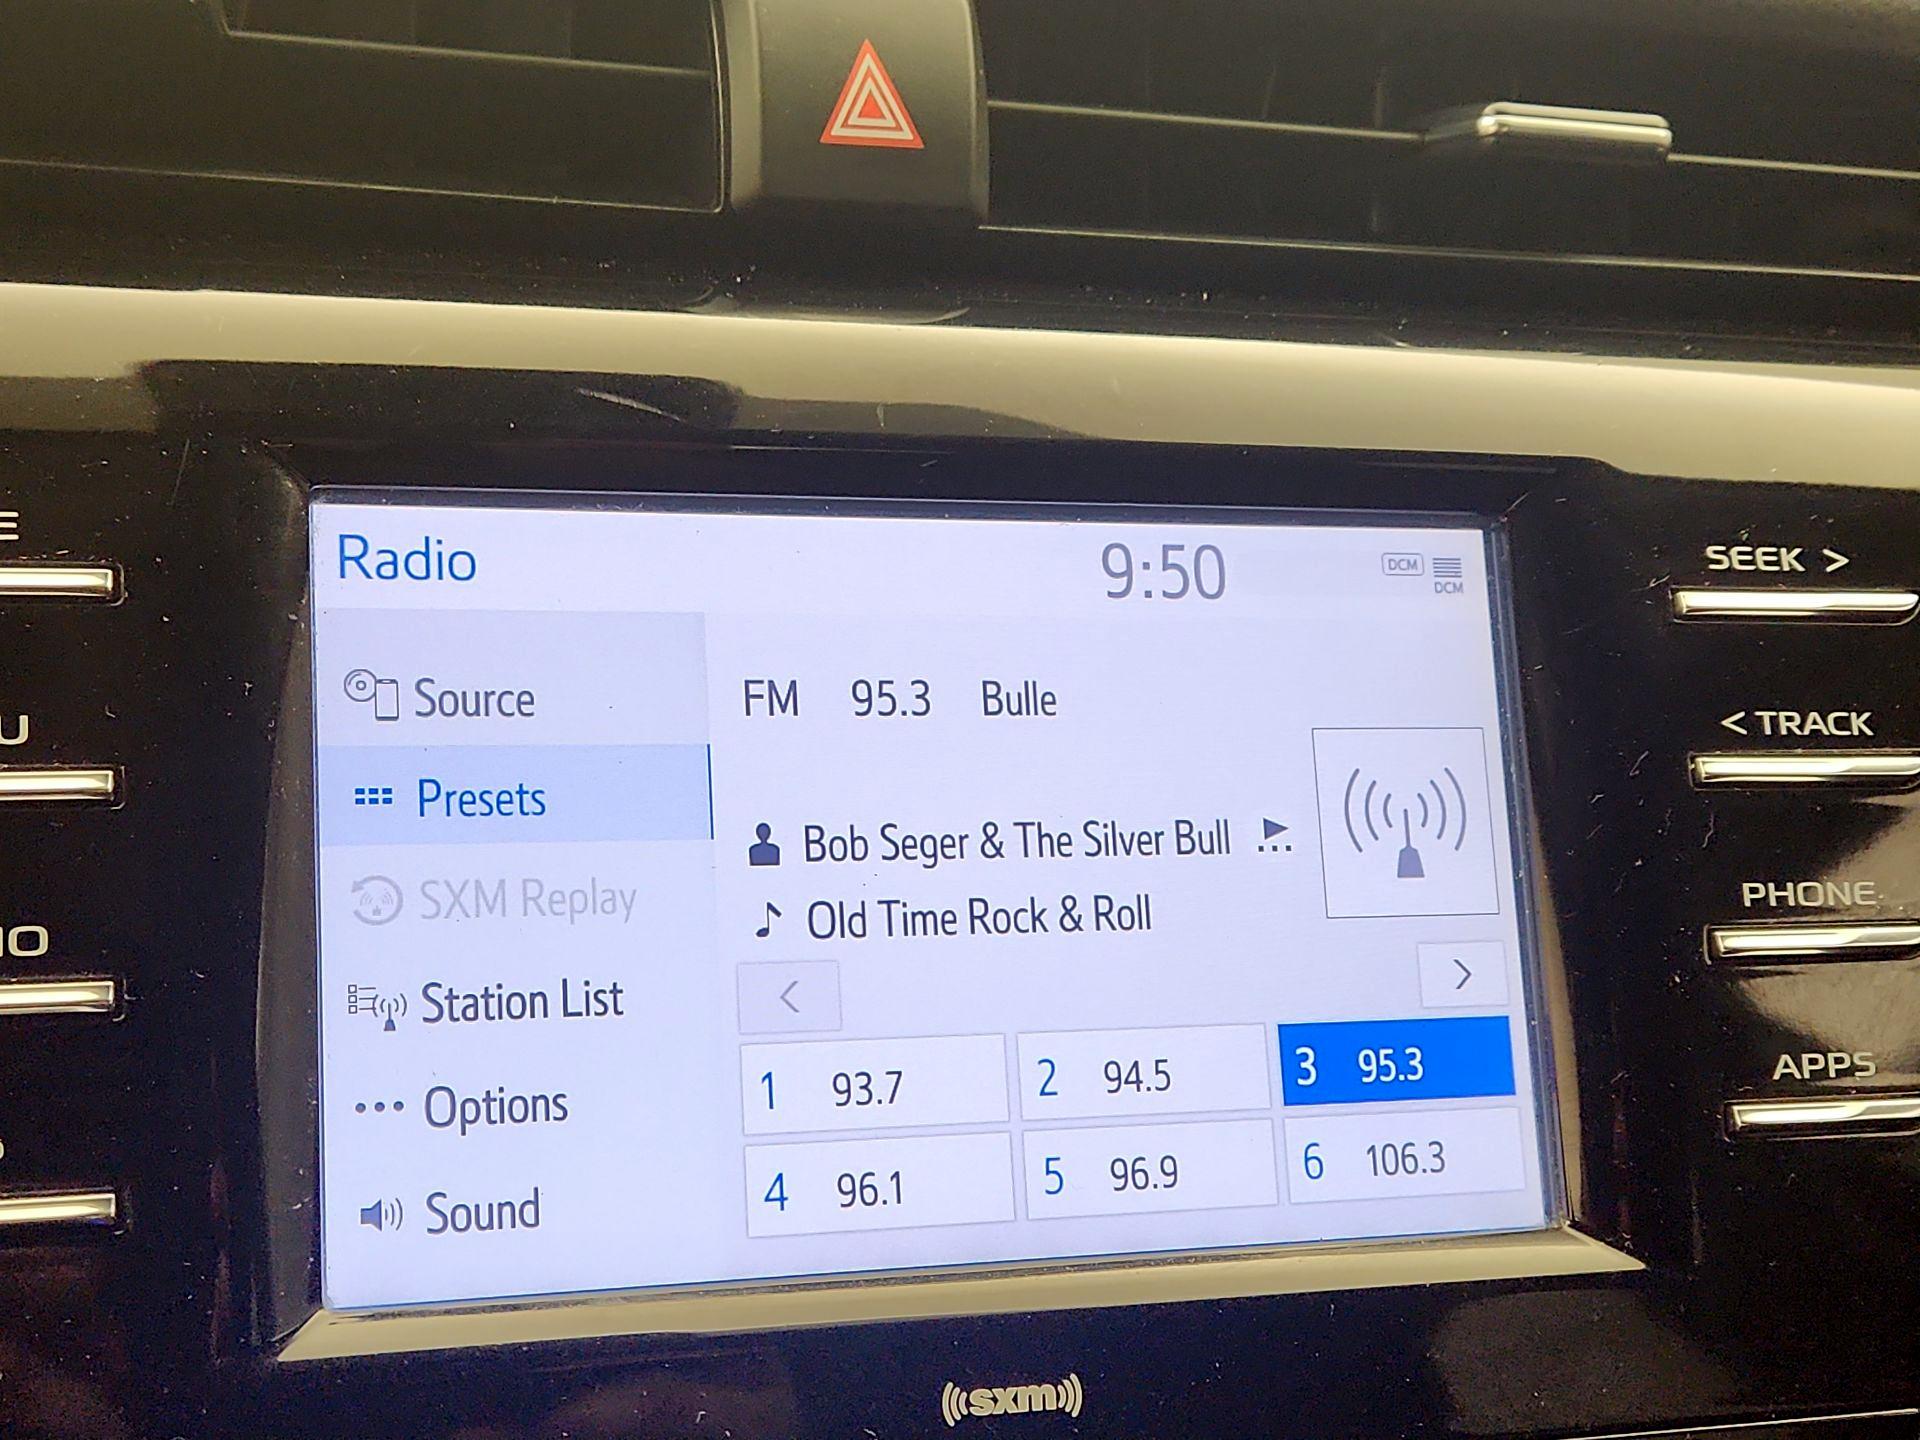 Radio
9:50
DCM
DCM
Source
Presets
SXM Replay
Station List
Options
Sound
FM 95.3 Bulle
Bob Seger & The Silver Bull ...
Old Time Rock & Roll
<
>
1 93.7
2 94.5
3 95.3
4 96.1
5 96.9
6 106.3
E
U
IO
SEEK >
< TRACK
PHONE
APPS
sxm